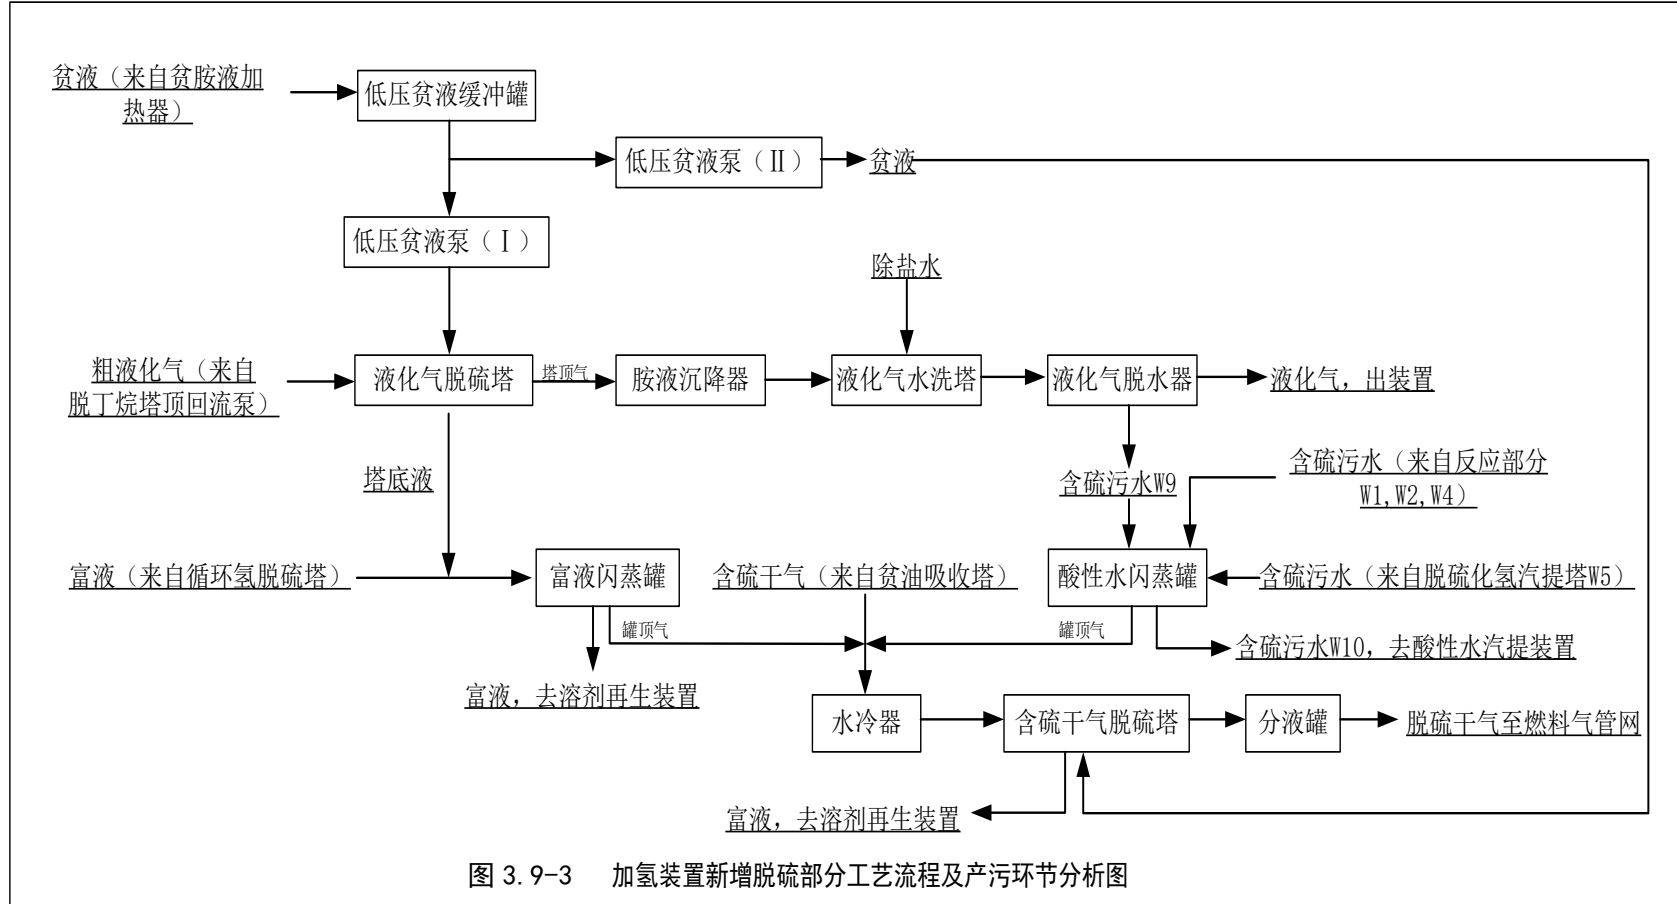 贫液（来自贫胺液加
热器）
低压贫液缓冲罐
低压贫液泵（Ⅱ）
贫液
低压贫液泵（Ⅰ）
除盐水
粗液化气（来自
脱丁烷塔顶回流泵）
液化气脱硫塔
塔顶气
胺液沉降器
液化气水洗塔
液化气脱水器
液化气，出装置
塔底液
含硫污水W9
含硫污水（来自反应部分
W1,W2,W4）
富液（来自循环氢脱硫塔）
富液闪蒸罐
含硫干气（来自贫油吸收塔）
酸性水闪蒸罐
含硫污水（来自脱硫化氢汽提塔W5）
罐顶气
罐顶气
含硫污水W10，去酸性水汽提装置
富液，去溶剂再生装置
水冷器
含硫干气脱硫塔
分液罐
脱硫干气至燃料气管网
富液，去溶剂再生装置
图 3.9-3 加氢装置新增脱硫部分工艺流程及产污环节分析图